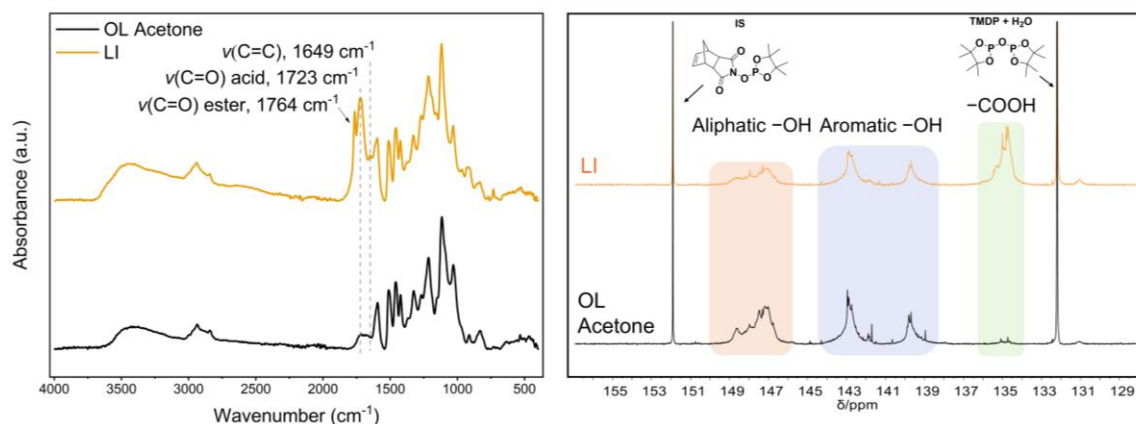 OL Acetone
LI
ν(C=C), 1649 cm⁻¹
ν(C=O) acid, 1723 cm⁻¹
ν(C=O) ester, 1764 cm⁻¹
Absorbance (a.u.)
4000 3500 3000 2500 2000 1500 1000 500
Wavenumber (cm⁻¹)
IS
O
N O P O
O O
TMDP + H₂O
O O O
P P
O O
−COOH
Aliphatic −OH Aromatic −OH
LI
OL
Acetone
155 153 151 149 147 145 143 141 139 137 135 133 131 129
δ/ppm